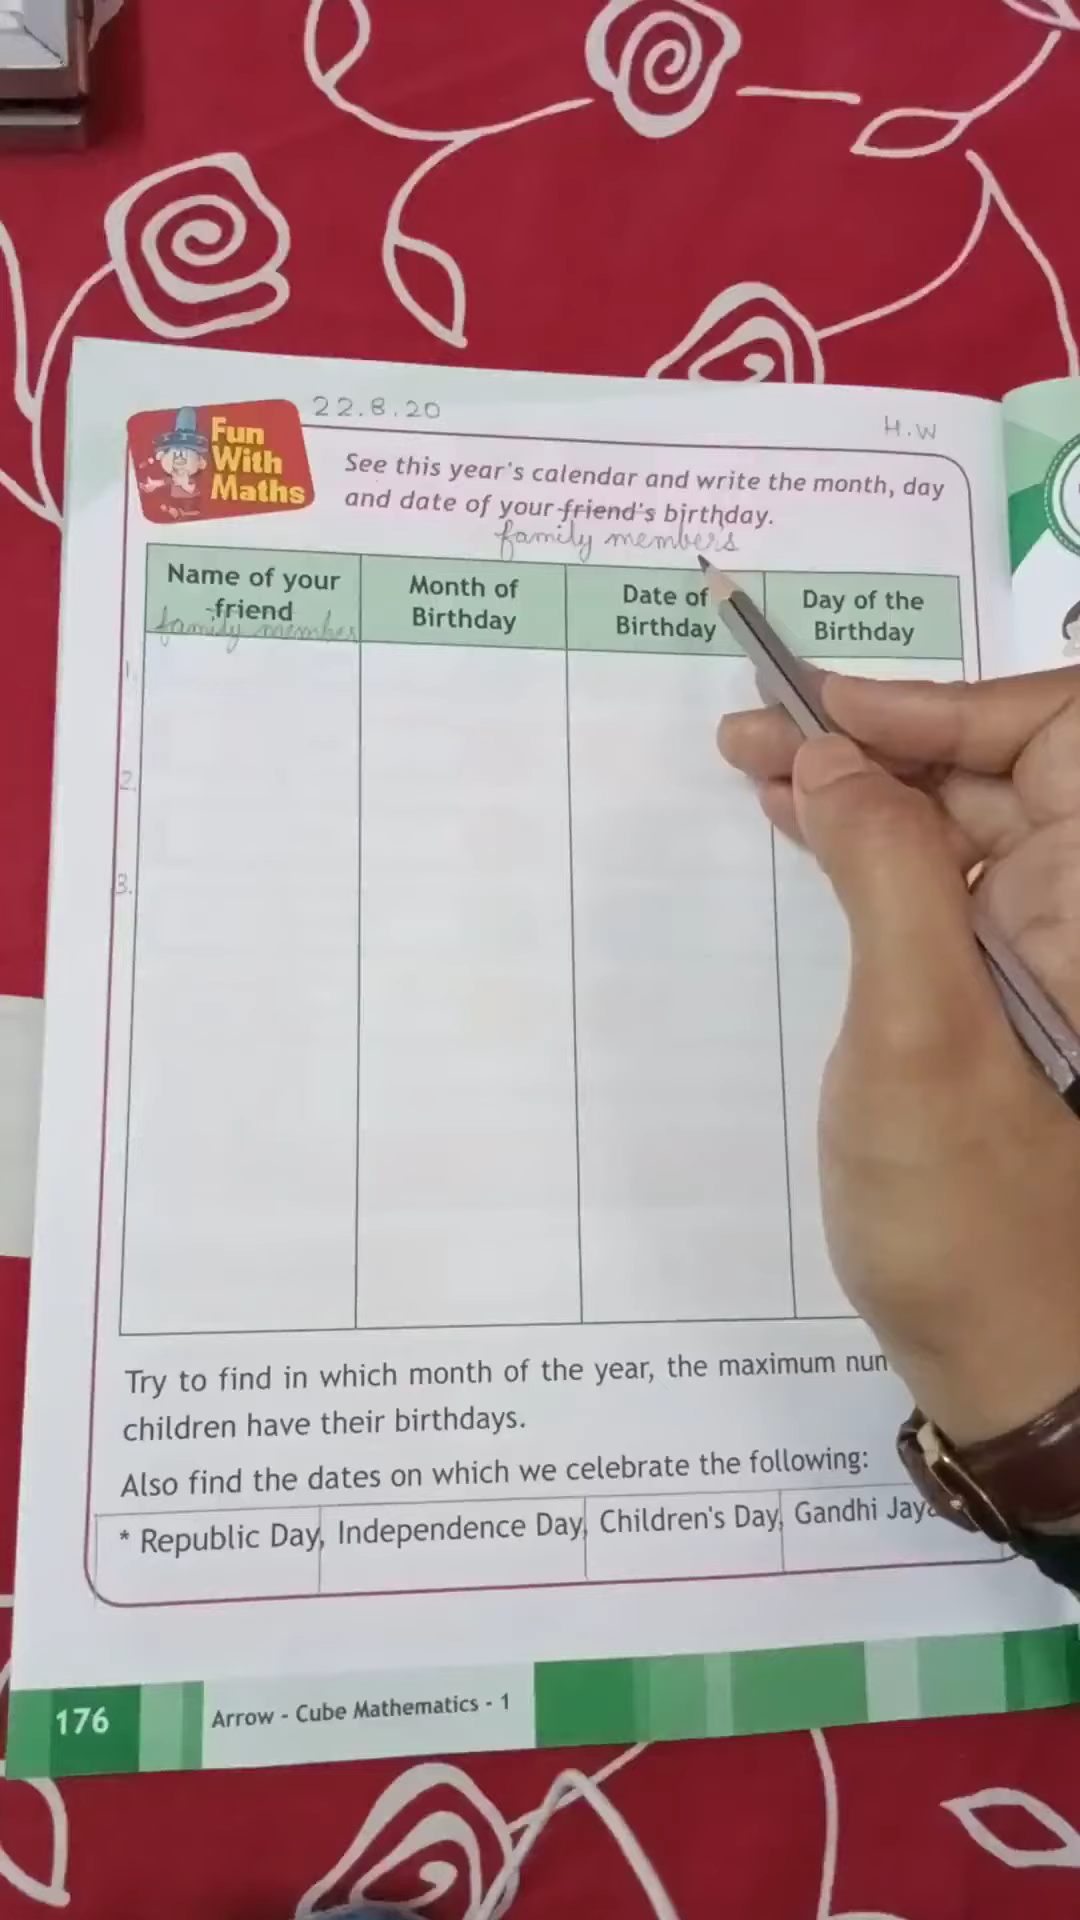 22.8.20
H.W
Fun
With
Maths
See this year's calendar and write the month, day
and date of your friend's birthday.
family members
Name of your
friend
family member
Month of
Birthday
Date of
Birthday
Day of the
Birthday
1.
2.
3.
Try to find in which month of the year, the maximum
children have their birthdays.
Also find the dates on which we celebrate the following:
* Republic Day, Independence Day, Children's Day, Gandhi
176
Arrow - Cube Mathematics - 1